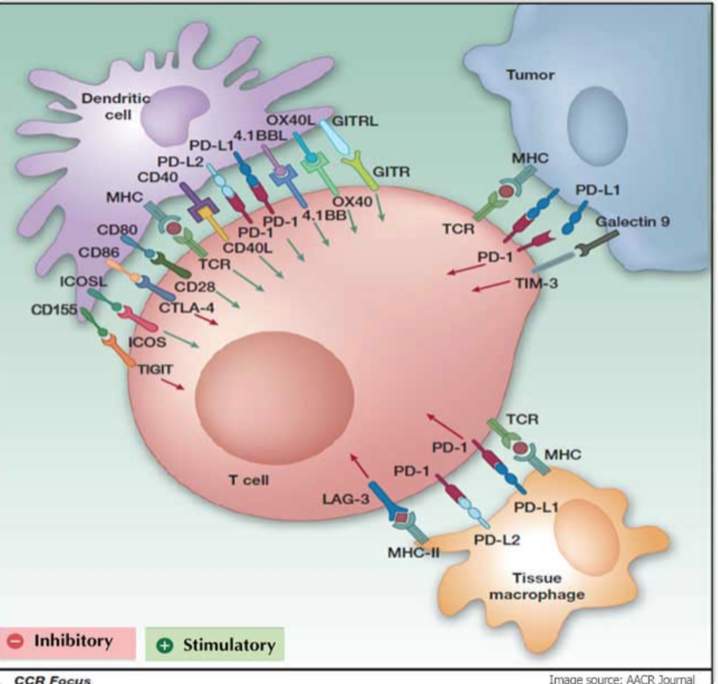 Dendritic
cell
Tumor
OX40L
GITRL
4.1BBL
PD-L1
PD-L2
CD40
MHC
CD80
CD86
ICOSL
CD155
GITR
OX40
4.1BB
PD-1
PD-1
CD40L
TCR
CD28
CTLA-4
ICOS
TIGIT
MHC
PD-L1
Galectin 9
TCR
PD-1
TIM-3
T cell
TCR
PD-1
MHC
PD-1
LAG-3
PD-L1
PD-L2
MHC-II
Tissue
macrophage
Inhibitory
Stimulatory
CCR Focus
Image source: AACR Journal